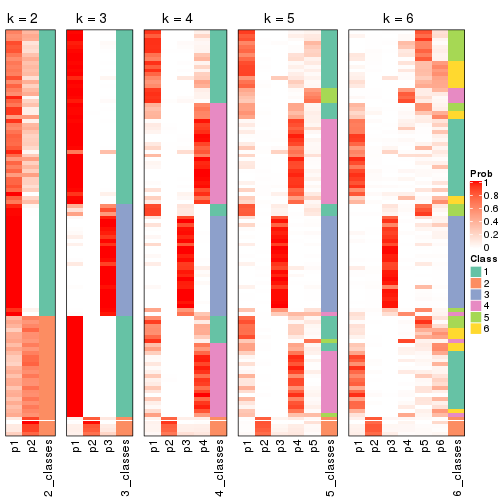 k = 2
k = 3
k = 4
k = 5
k = 6
p1
p2
2_classes
p1
p2
p3
3_classes
p1
p2
p3
p4
4_classes
p1
p2
p3
p4
p5
5_classes
p1
p2
p3
p4
p5
p6
6_classes
Prob
1
0.8
0.6
0.4
0.2
0
Class
1
2
3
4
5
6